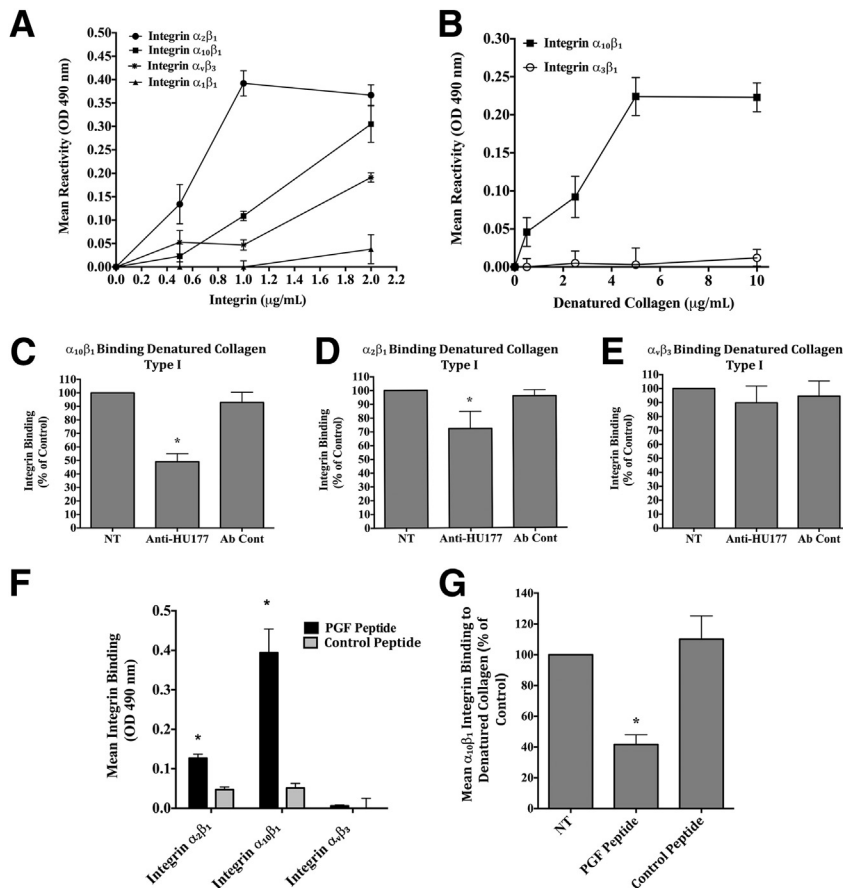 A
Integrin α2β1
Integrin α10β1
Integrin αvβ3
Integrin α1β1
Mean Reactivity (OD 490 nm)
0.50
0.45
0.40
0.35
0.30
0.25
0.20
0.15
0.10
0.05
0.00
0.0 0.2 0.4 0.6 0.8 1.0 1.2 1.4 1.6 1.8 2.0 2.2
Integrin (μg/mL)
B
Integrin α10β1
Integrin α3β1
Mean Reactivity (OD 490 nm)
0.30
0.25
0.20
0.15
0.10
0.05
0.00
0 2 4 6 8 10
Denatured Collagen (μg/mL)
C
α10β1 Binding Denatured Collagen
Type I
Integrin Binding
(% of Control)
110
100
90
80
70
60
50
40
30
20
10
0
*
NT Anti-HU177 Ab Cont
D
α2β1 Binding Denatured Collagen
Type I
Integrin Binding
(% of Control)
110
100
90
80
70
60
50
40
30
20
10
0
*
NT Anti-HU177 Ab Cont
E
αvβ3 Binding Denatured Collagen
Type I
Integrin Binding
(% of Control)
110
100
90
80
70
60
50
40
30
20
10
0
NT Anti-HU177 Ab Cont
F
PGF Peptide
Control Peptide
Mean Integrin Binding
(OD 490 nm)
0.5
0.4
0.3
0.2
0.1
0.0
*
*
Integrin α2β1
Integrin α10β1
Integrin αvβ3
G
Mean α10β1 Integrin Binding to
Denatured Collagen (% of
Control)
140
120
100
80
60
40
20
0
*
NT
PGF Peptide
Control Peptide